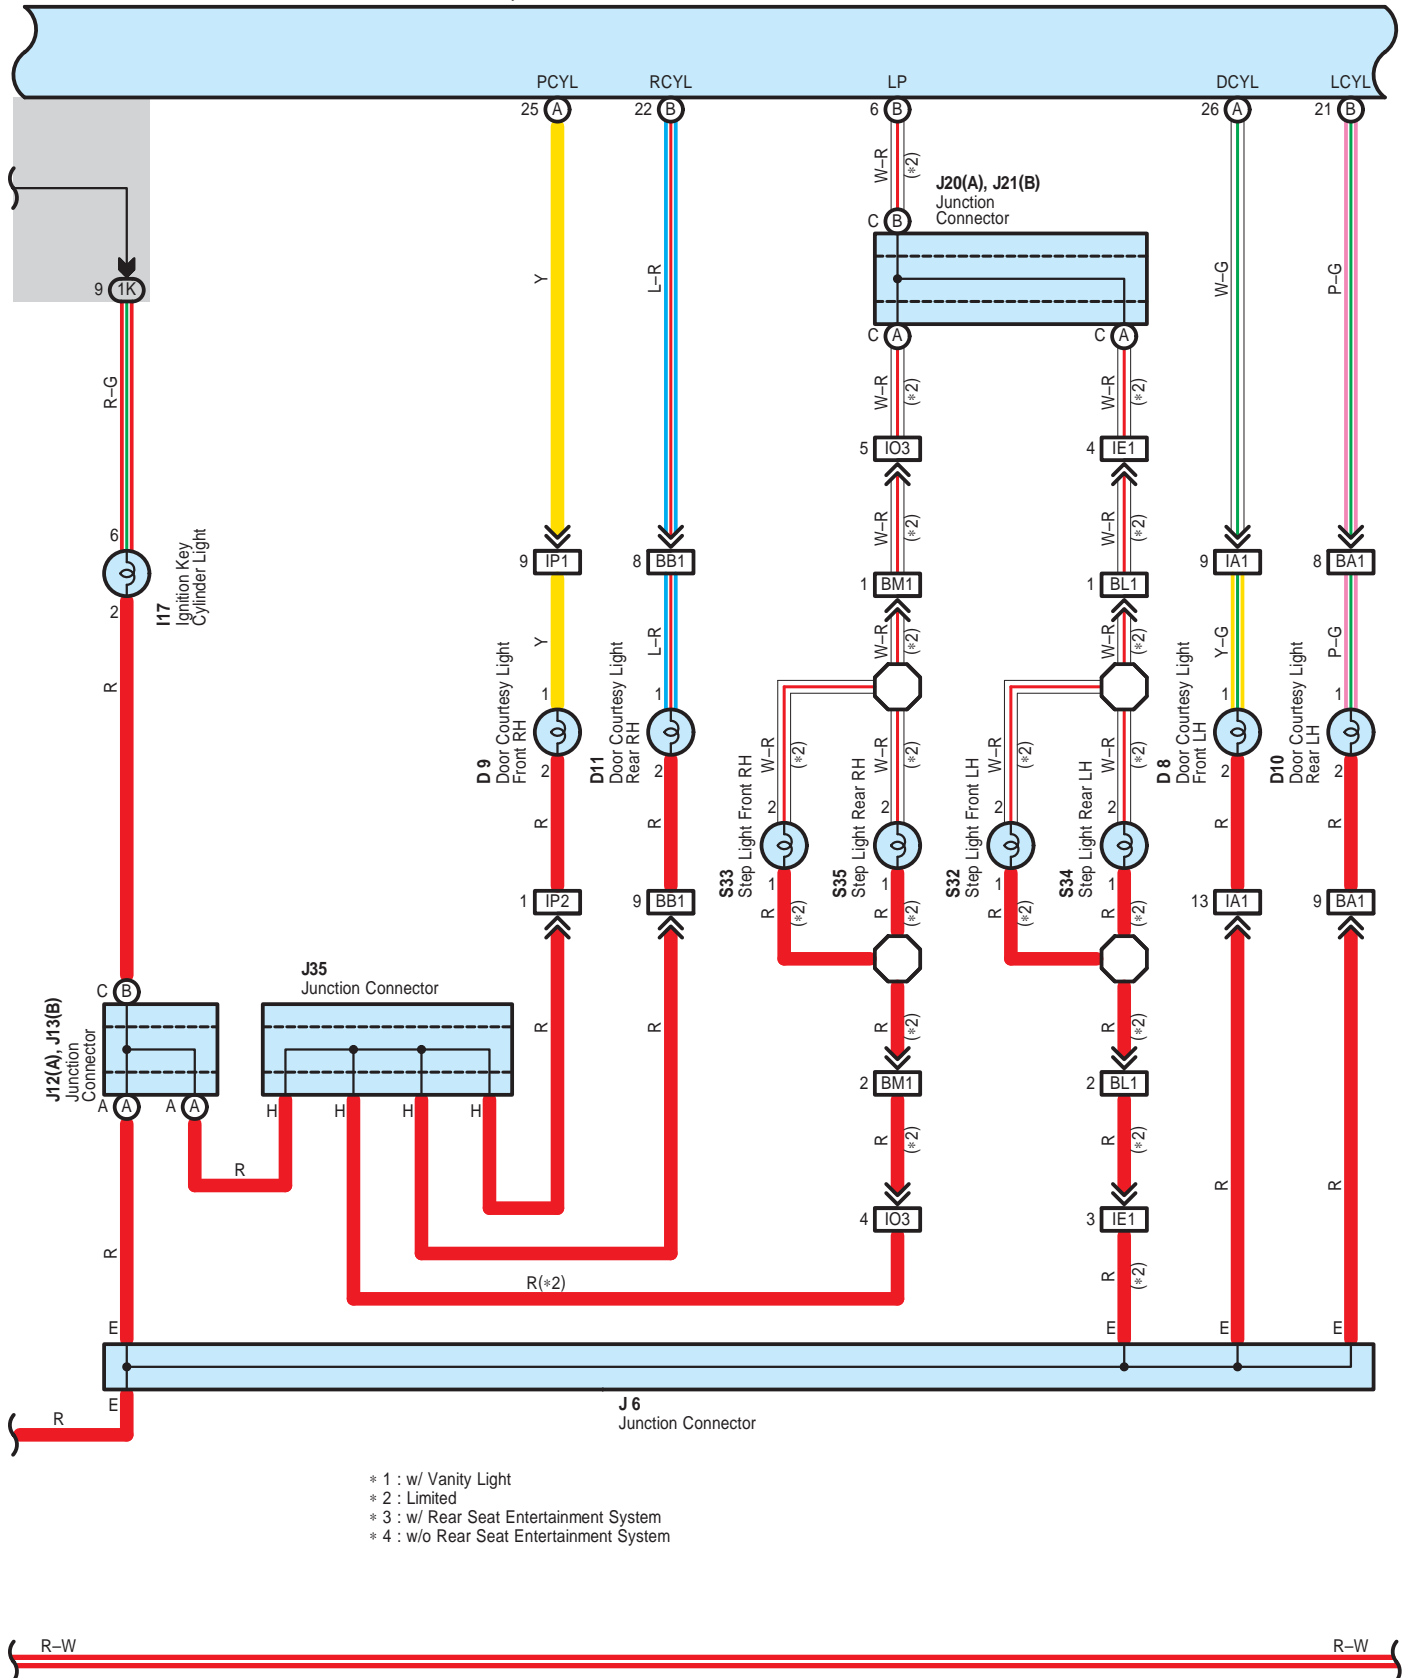 PCYL RCYL LP DCYL LCYL
25 A 22 B 6 B 26 A 21 B
W–R
(*2)
J20(A), J21(B)
Junction
Connector
C B
9 1K
Y
L–R
W–G
P–G
C A C A
R–G
W–R
(*2)
W–R
(*2)
5 IO3 4 IE1
W–R
(*2)
W–R
(*2)
6
I17
Ignition Key
Cylinder Light
2
9 IP1 8 BB1 1 BM1 1 BL1 9 IA1 8 BA1
Y
L–R
W–R
(*2)
W–R
(*2)
Y–G
P–G
R
1 1 1 1
D 9
Door Courtesy Light
Front RH
D11
Door Courtesy Light
Rear RH
D 8
Door Courtesy Light
Front LH
D10
Door Courtesy Light
Rear LH
2 2 2 2
W–R
(*2)
W–R
(*2)
W–R
(*2)
W–R
(*2)
R R R R
2 2 2 2
S33
Step Light Front RH
S35
Step Light Rear RH
S32
Step Light Front LH
S34
Step Light Rear LH
1 1 1 1
R
(*2)
R
(*2)
R
(*2)
R
(*2)
1 IP2 9 BB1 13 IA1 9 BA1
J35
Junction Connector
C B
J12(A), J13(B)
Junction
Connector
R R
R
(*2)
R
(*2)
2 BM1 2 BL1
A A A A H H H H
R
R
(*2)
R
(*2)
R R
4 IO3 3 IE1
R
R(*2)
R
(*2)
E E E E
E
R
J 6
Junction Connector
* 1 : w/ Vanity Light
* 2 : Limited
* 3 : w/ Rear Seat Entertainment System
* 4 : w/o Rear Seat Entertainment System
R–W R–W